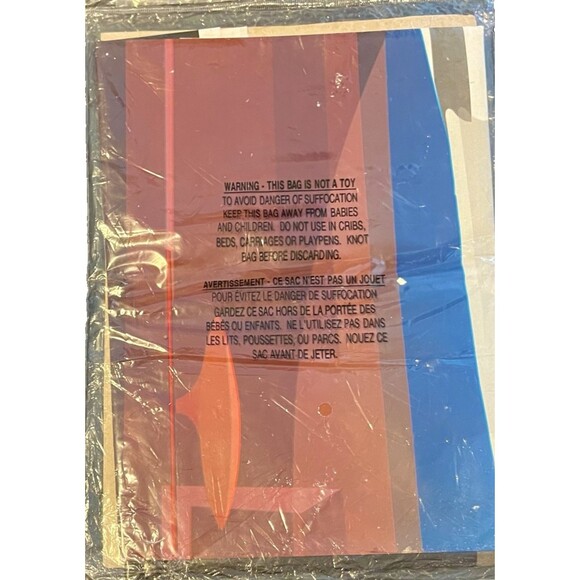 WARNING - THIS BAG IS NOT A TOY
TO AVOID DANGER OF SUFFOCATION
KEEP THIS BAG AWAY FROM BABIES
AND CHILDREN. DO NOT USE IN CRIBS,
BEDS, CARRIAGES OR PLAYPENS. KNOT
BAG BEFORE DISCARDING.
AVERTISSEMENT - CE SAC N'EST PAS UN JOUET
POUR ÉVITEZ LE DANGER DE SUFFOCATION
GARDEZ CE SAC HORS DE LA PORTÉE DES
BÉBÉS OU ENFANTS. NE L'UTILISEZ PAS DANS
LES LITS, POUSSETTES, OU PARCS. NOUEZ CE
SAC AVANT DE JETER.